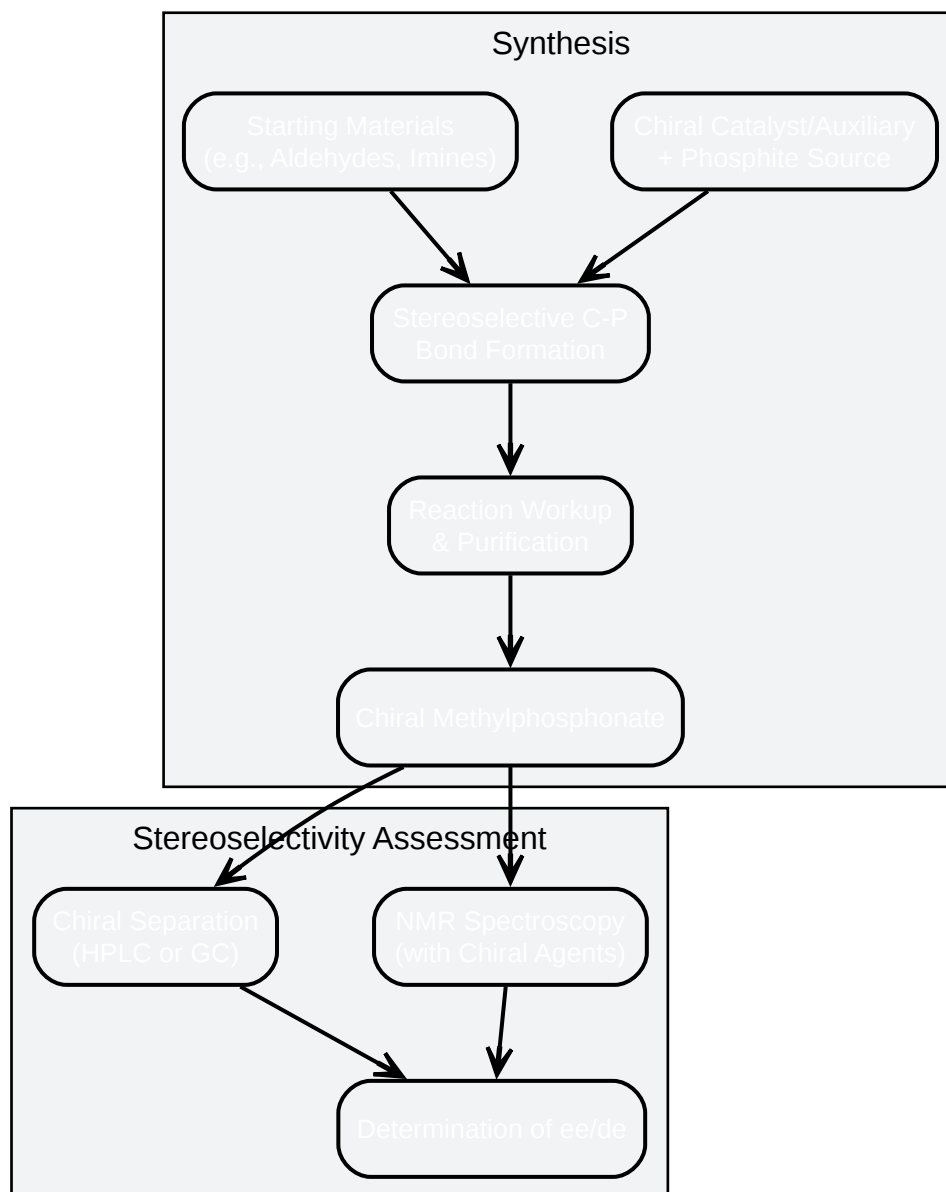 Synthesis
Starting Materials
(e.g., Aldehydes, Imines)
Chiral Catalyst/Auxiliary
+ Phosphite Source
Stereoselective C-P
Bond Formation
Reaction Workup
& Purification
Chiral Methylphosphonate
Stereoselectivity Assessment
Chiral Separation
(HPLC or GC)
NMR Spectroscopy
(with Chiral Agents)
Determination of ee/de